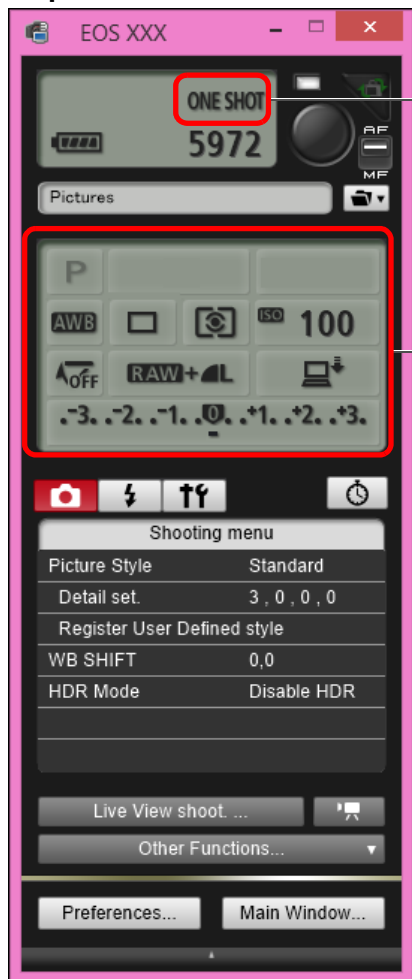 EOS XXX
ONE SHOT
5972
AF
MF
Pictures
P
AWB ISO 100
OFF RAW+L
.-3. .-2. .-1. .0. .+1. .+2. .+3.
Shooting menu
Picture Style Standard
Detail set. 3 , 0 , 0 , 0
Register User Defined style
WB SHIFT 0,0
HDR Mode Disable HDR
Live View shoot. ...
Other Functions...
Preferences... Main Window...